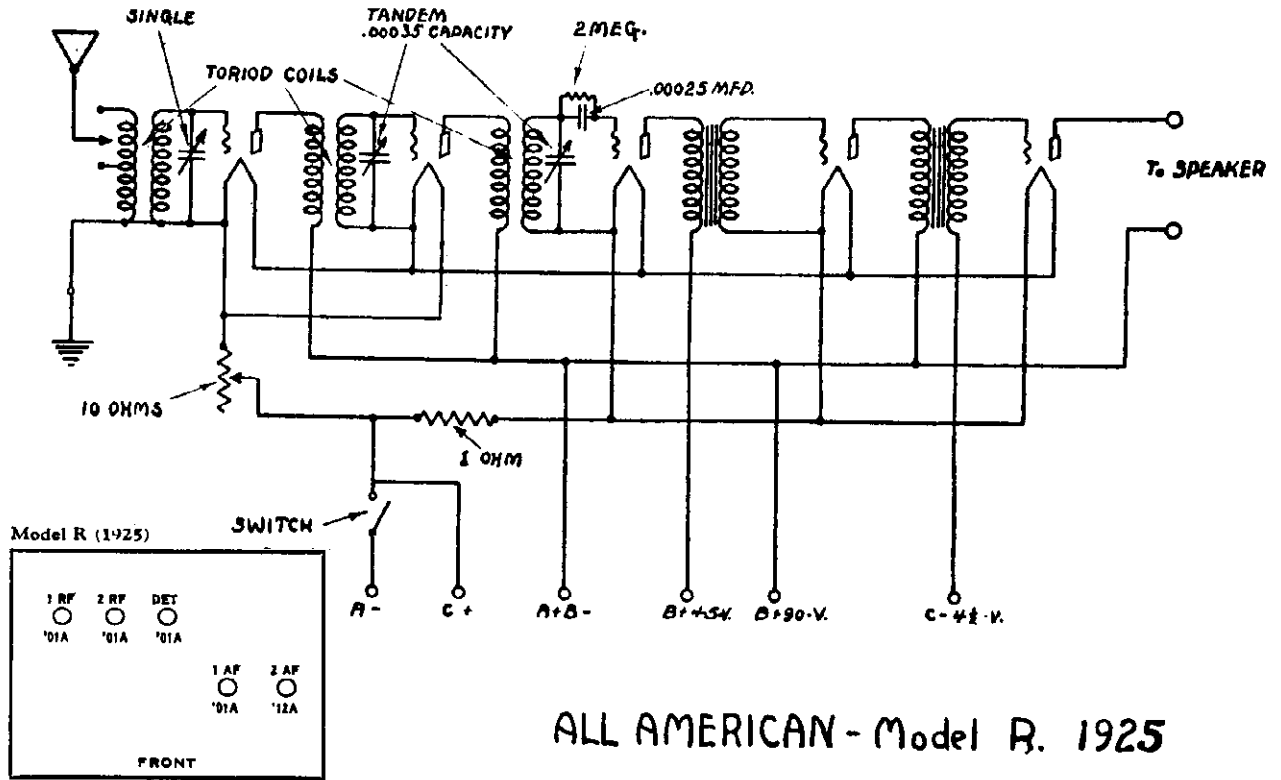 SINGLE
TANDEM
.00035 CAPACITY
2 MEG.
TORIOD COILS
.00025 MFD.
To SPEAKER
10 OHMS
1 OHM
SWITCH
A -
C +
A+B-
B++5V.
B+90-V.
C-4½-V.
Model R (1925)
1 RF 2 RF DET
'01A '01A '01A
1 AF 2 AF
'01A '12A
FRONT
ALL AMERICAN - Model R. 1925